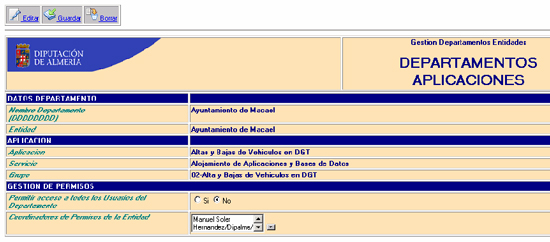 Editar Guardar Borrar
DIPUTACIÓN
DE ALMERIA
Gestion Departamentos Entidades
DEPARTAMENTOS
APLICACIONES
DATOS DEPARTAMENTO
Nombre Departamento
(DDDDDDDD)
Ayuntamiento de Macael
Entidad Ayuntamiento de Macael
APLICACION
Aplicacion Altas y Bajas de Vehiculos en DGT
Servicio Alojamiento de Aplicaciones y Bases de Datos
Grupo 02-Alta y Bajas de Vehiculos en DGT
GESTION DE PERMISOS
Permitir acceso a todos los Usuarios del
Departamento
Si No
Coordinadores de Permisos de la Entidad
Manuel Soler
Hernandez/Dipalme/